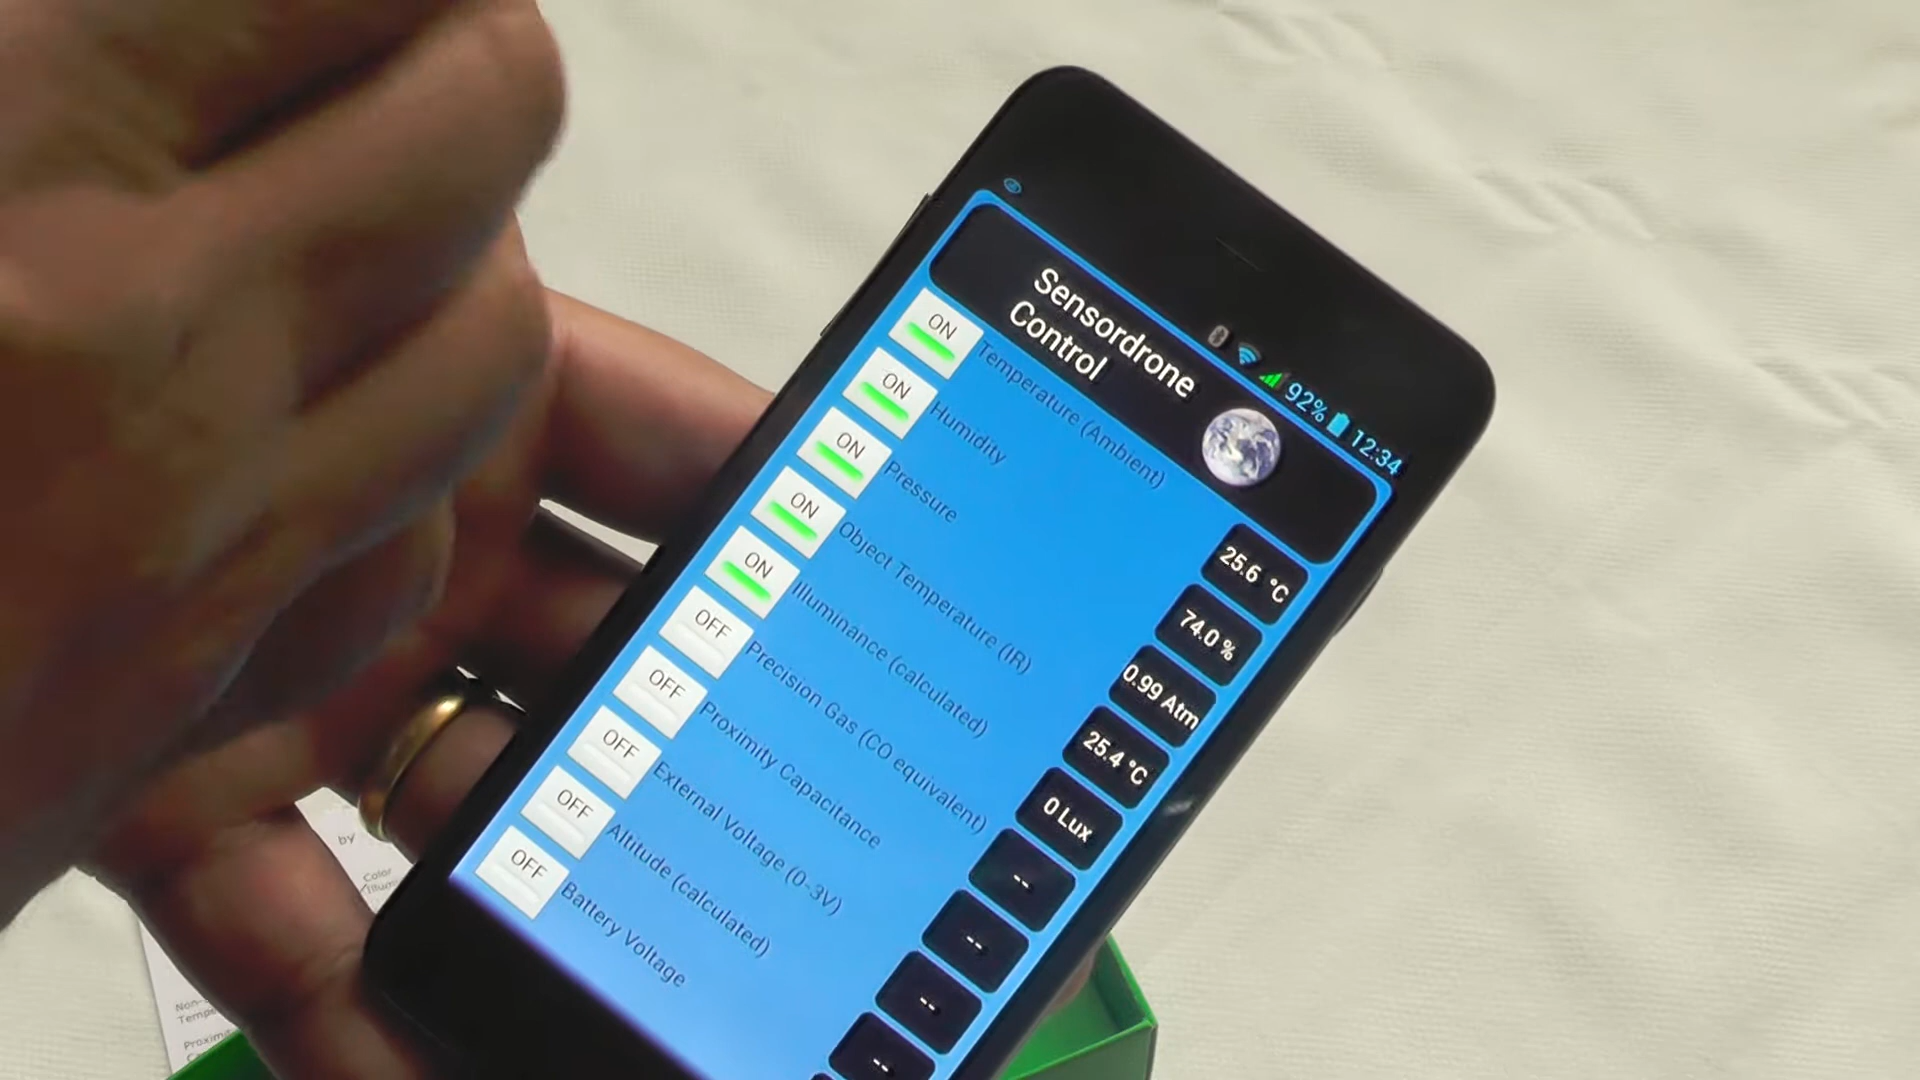 92% 12:34
Sensordrone
Control
ON Temperature (Ambient) 25.6 °C
ON Humidity 74.0 %
ON Pressure 0.99 Atm
ON Object Temperature (IR) 25.4 °C
ON Illuminance (calculated) 0 Lux
OFF Precision Gas (CO equivalent) --
OFF Proximity Capacitance --
OFF External Voltage (0-3V) --
OFF Altitude (calculated) --
OFF Battery Voltage
by
Color